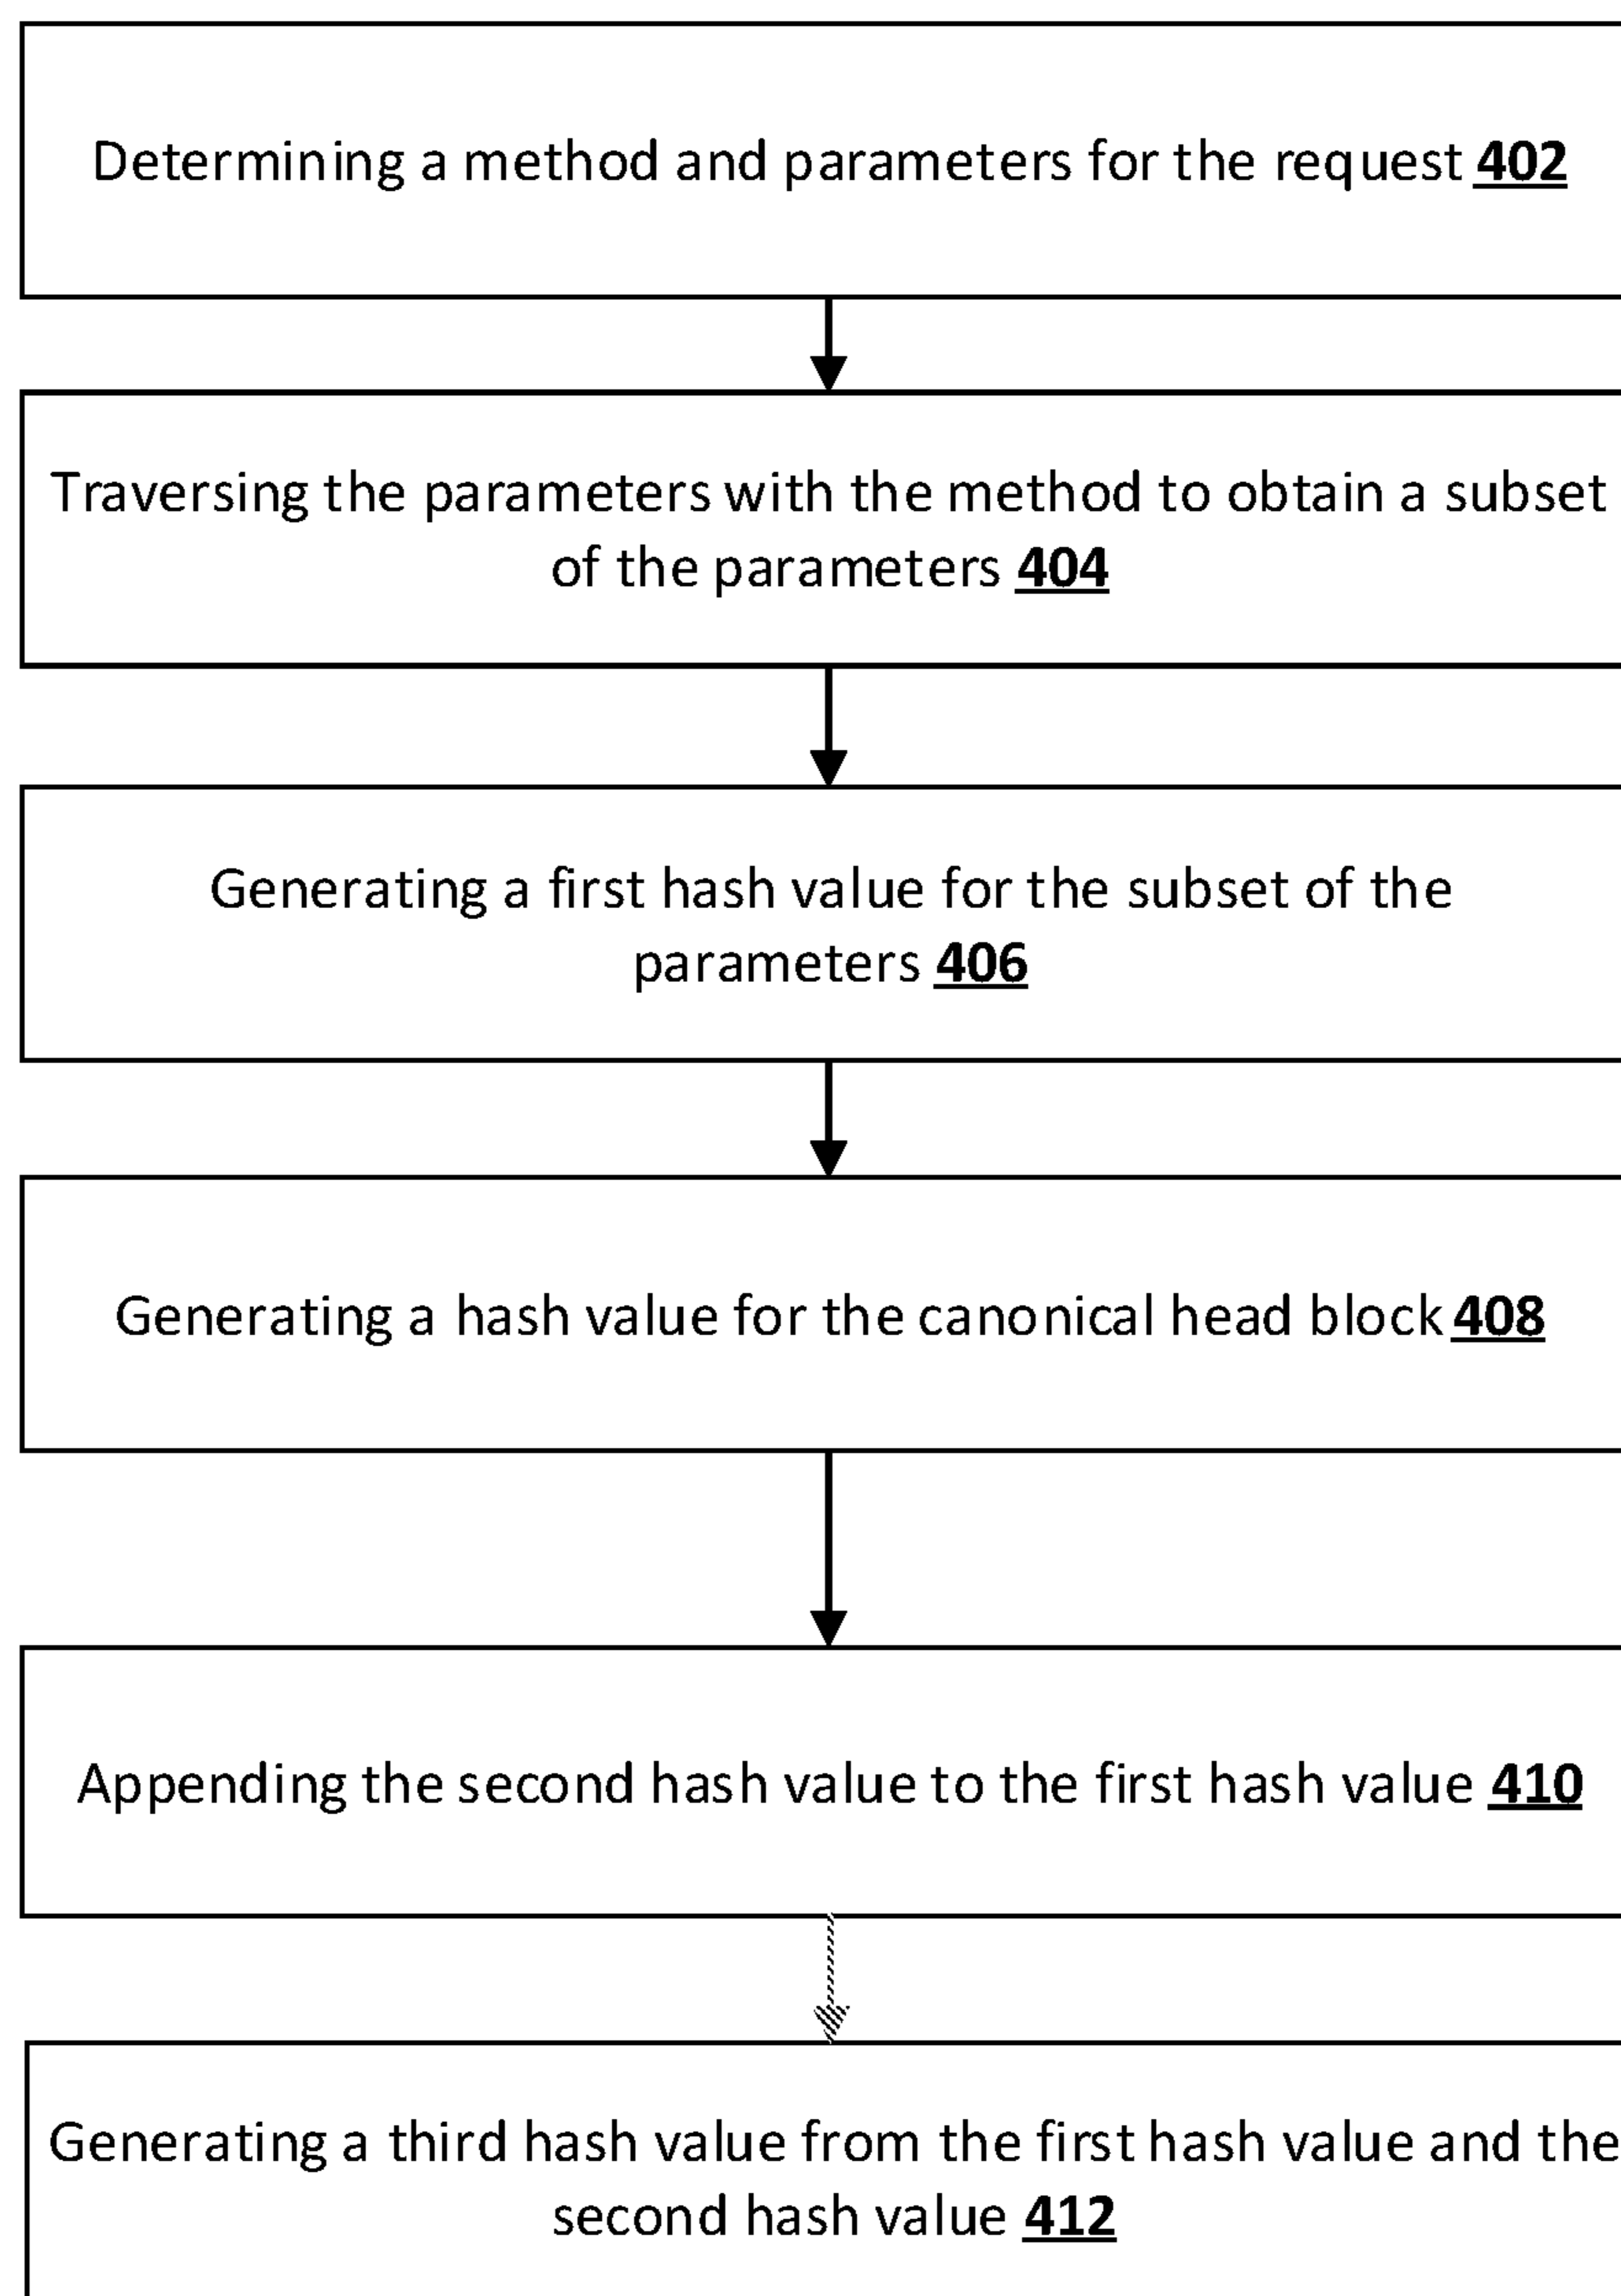 Determining a method and parameters for the request 402
Traversing the parameters with the method to obtain a subset
of the parameters 404
Generating a first hash value for the subset of the
parameters 406
Generating a hash value for the canonical head block 408
Appending the second hash value to the first hash value 410
Generating a third hash value from the first hash value and the
second hash value 412